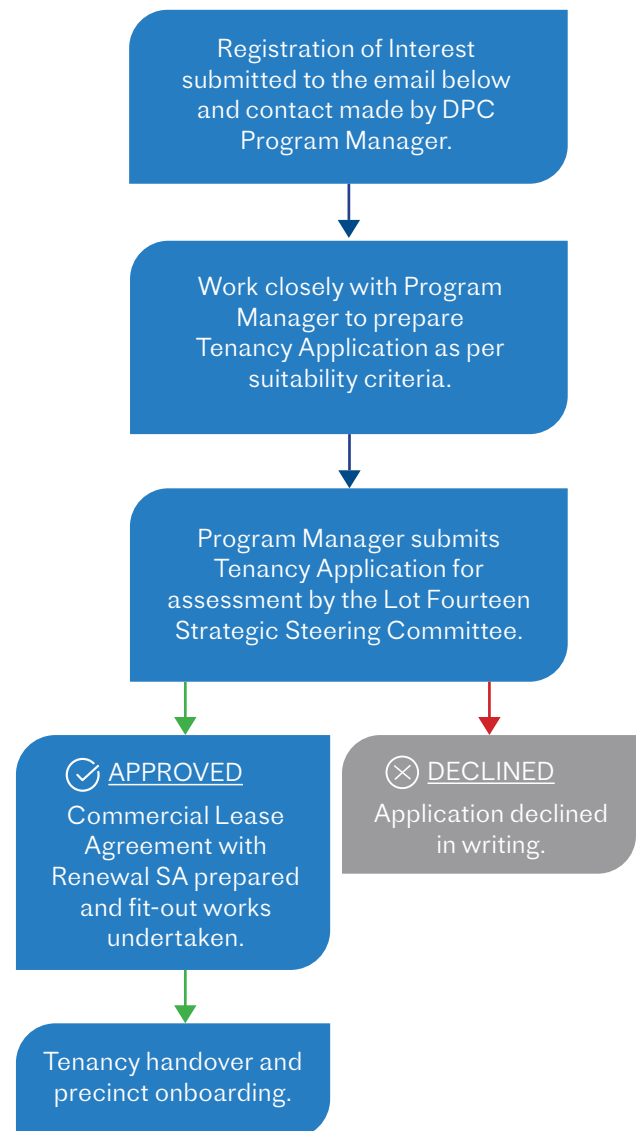 Registration of Interest
submitted to the email below
and contact made by DPC
Program Manager.
Work closely with Program
Manager to prepare
Tenancy Application as per
suitability criteria.
Program Manager submits
Tenancy Application for
assessment by the Lot Fourteen
Strategic Steering Committee.
APPROVED
Commercial Lease
Agreement with
Renewal SA prepared
and fit-out works
undertaken.
DECLINED
Application declined
in writing.
Tenancy handover and
precinct onboarding.